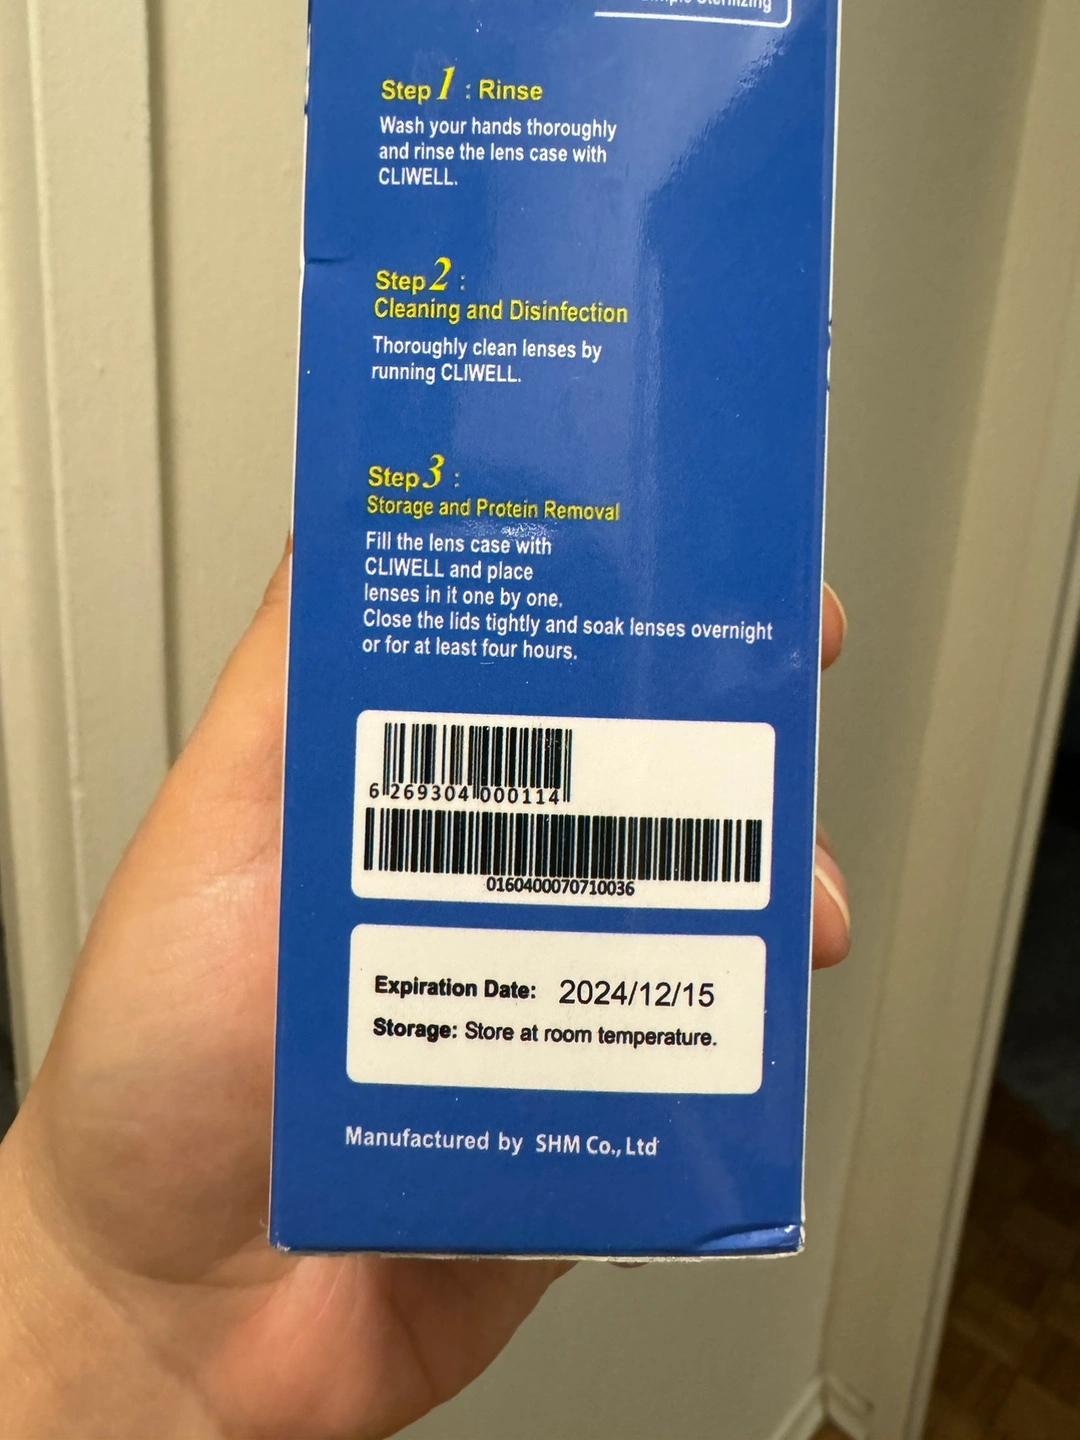 Sterilizing
Step 1 : Rinse
Wash your hands thoroughly
and rinse the lens case with
CLIWELL.
Step 2 :
Cleaning and Disinfection
Thoroughly clean lenses by
running CLIWELL.
Step 3 :
Storage and Protein Removal
Fill the lens case with
CLIWELL and place
lenses in it one by one.
Close the lids tightly and soak lenses overnight
or for at least four hours.
6 269304 000114
0160400070710036
Expiration Date: 2024/12/15
Storage: Store at room temperature.
Manufactured by SHM Co., Ltd